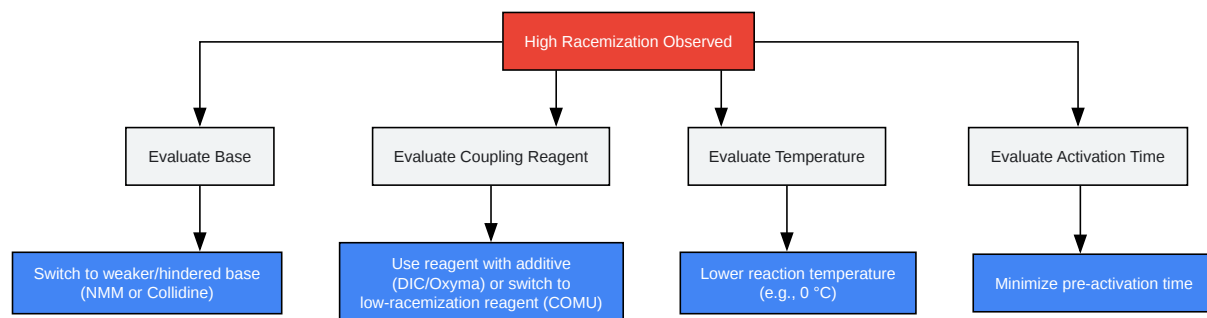 High Racemization Observed
Evaluate Base
Evaluate Coupling Reagent
Evaluate Temperature
Evaluate Activation Time
Switch to weaker/hindered base
(NMM or Collidine)
Use reagent with additive
(DIC/Oxyma) or switch to
low-racemization reagent (COMU)
Lower reaction temperature
(e.g., 0 °C)
Minimize pre-activation time